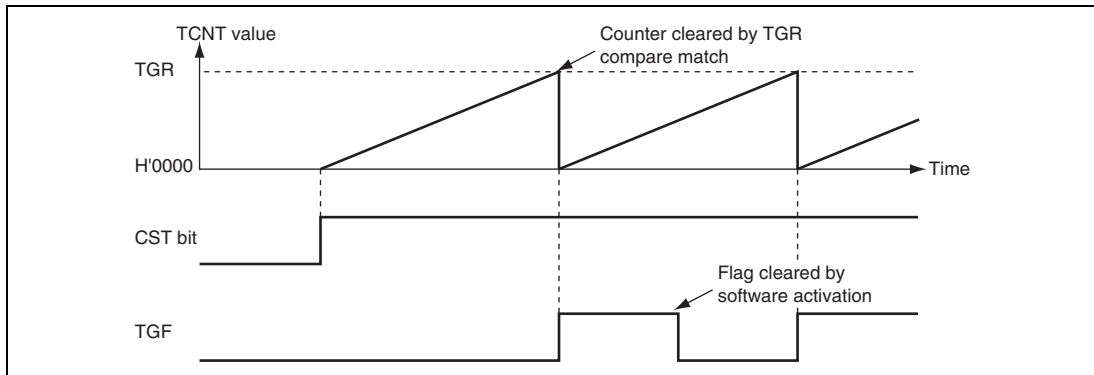 TCNT value
Counter cleared by TGR
compare match
TGR
H'0000
Time
CST bit
Flag cleared by
software activation
TGF